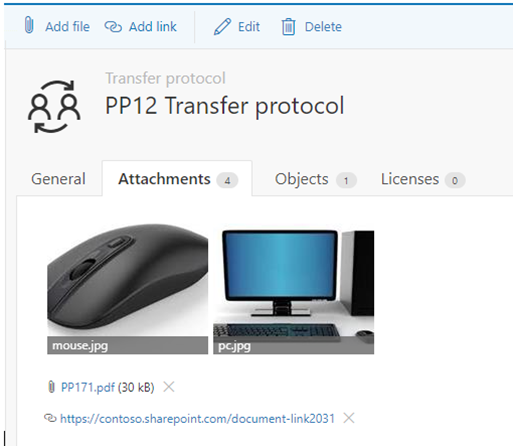 Add file Add link Edit Delete
Transfer protocol
PP12 Transfer protocol
General Attachments 4 Objects 1 Licenses 0
mouse.jpg pc.jpg
PP171.pdf (30 kB)
https://contoso.sharepoint.com/document-link2031